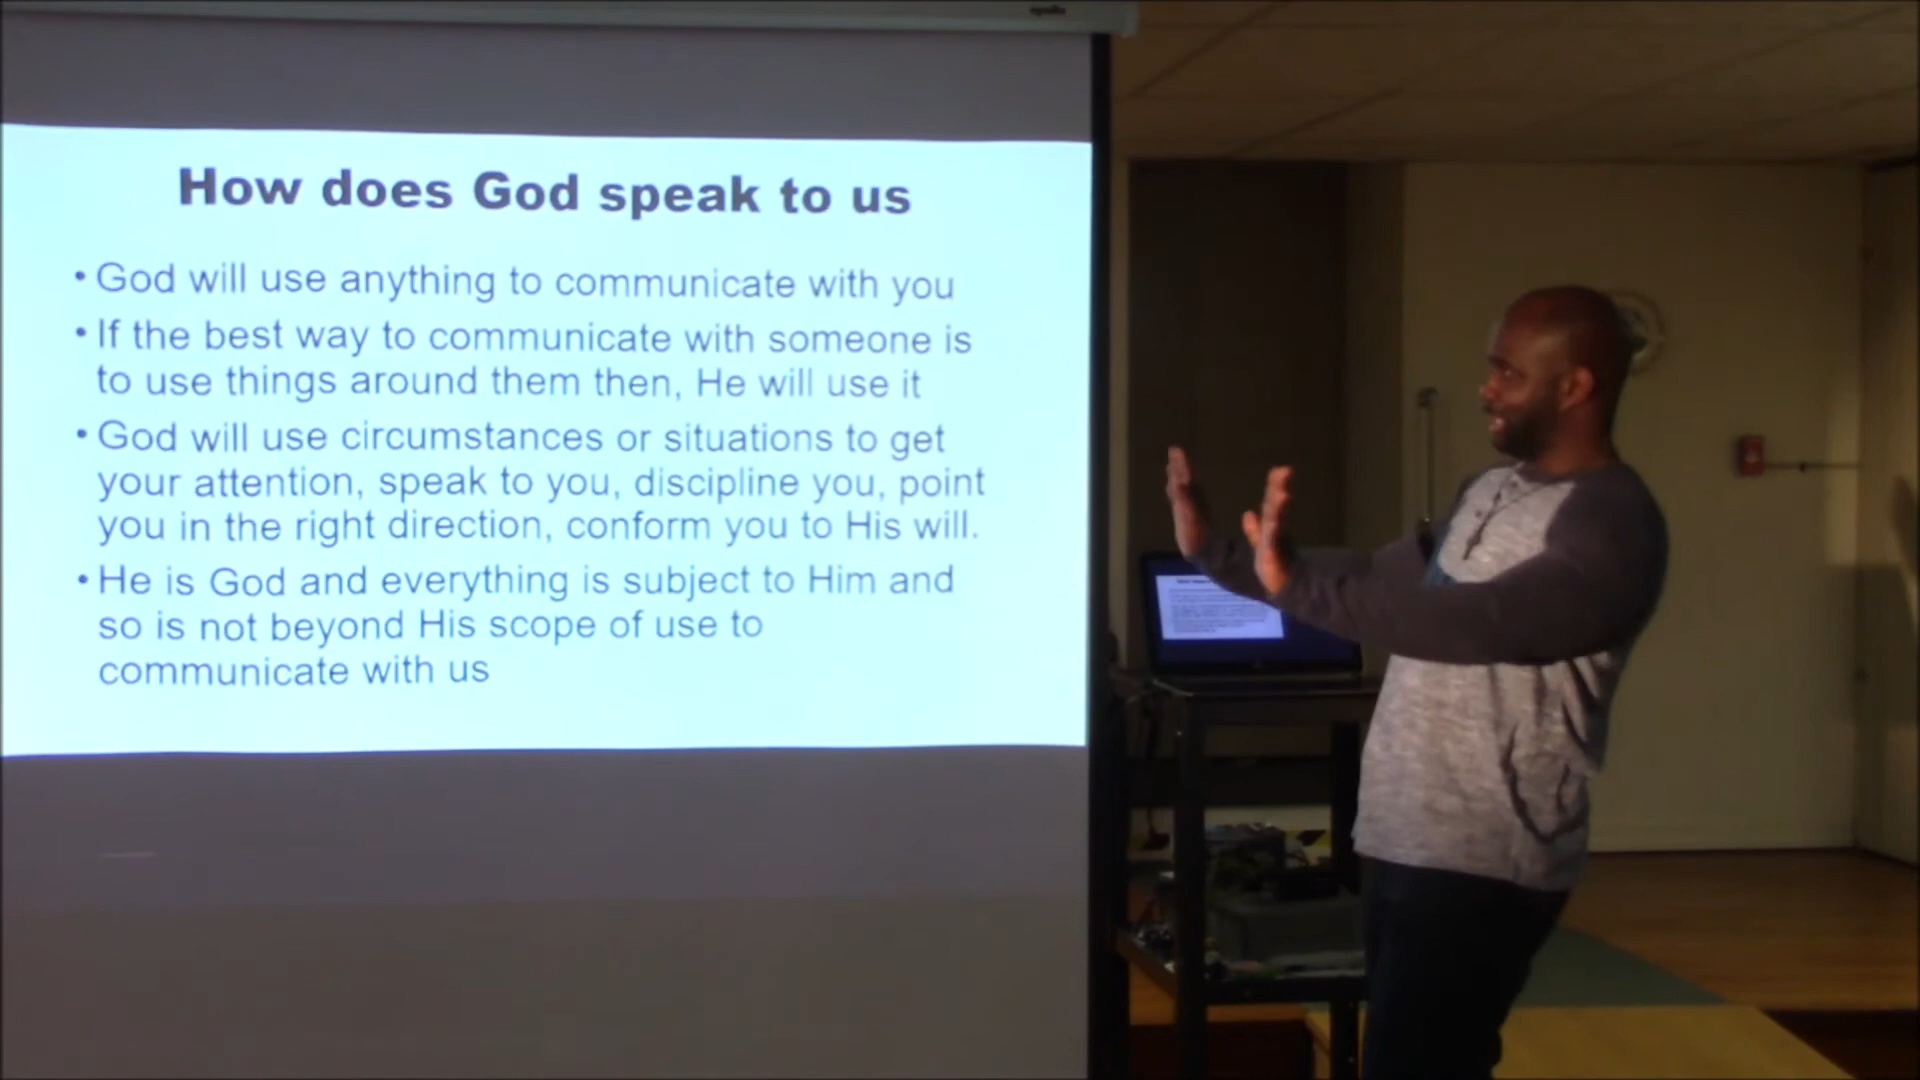 How does God speak to us
• God will use anything to communicate with you
• If the best way to communicate with someone is
to use things around them then, He will use it
• God will use circumstances or situations to get
your attention, speak to you, discipline you, point
you in the right direction, conform you to His will.
• He is God and everything is subject to Him and
so is not beyond His scope of use to
communicate with us